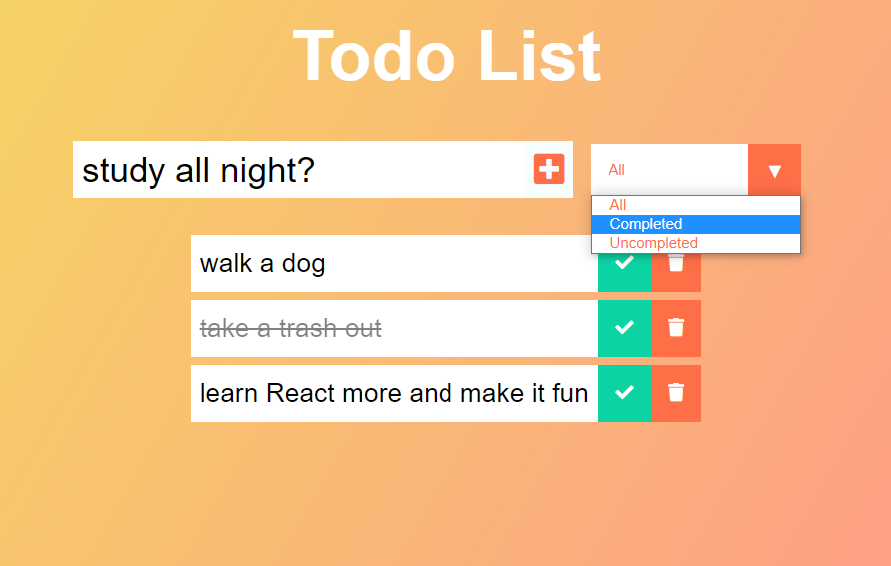 Todo List
study all night?
All
All
Completed
Uncompleted
walk a dog
take a trash out
learn React more and make it fun